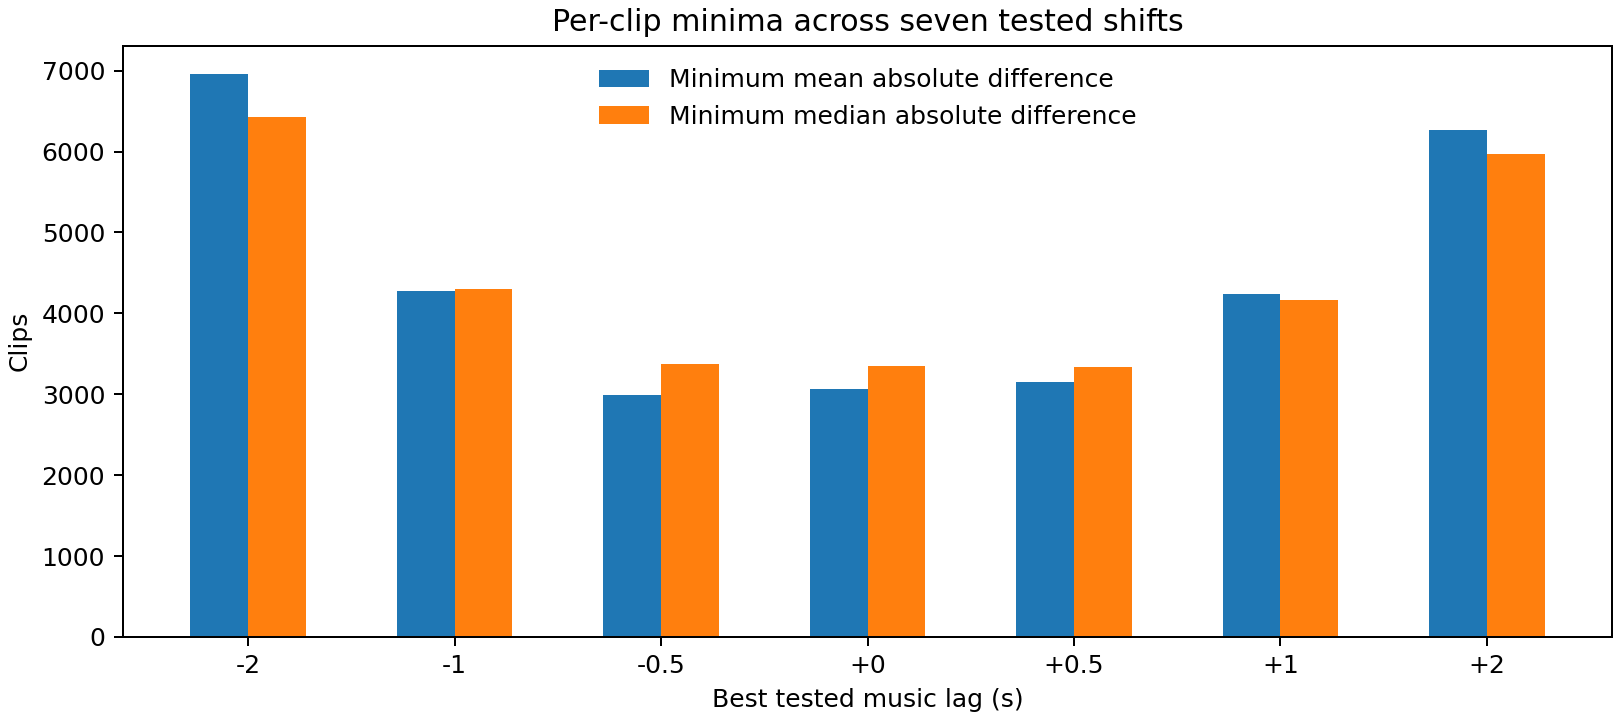 Per-clip minima across seven tested shifts
Minimum mean absolute difference
Minimum median absolute difference
Clips
7000
6000
5000
4000
3000
2000
1000
0
-2 -1 -0.5 +0 +0.5 +1 +2
Best tested music lag (s)